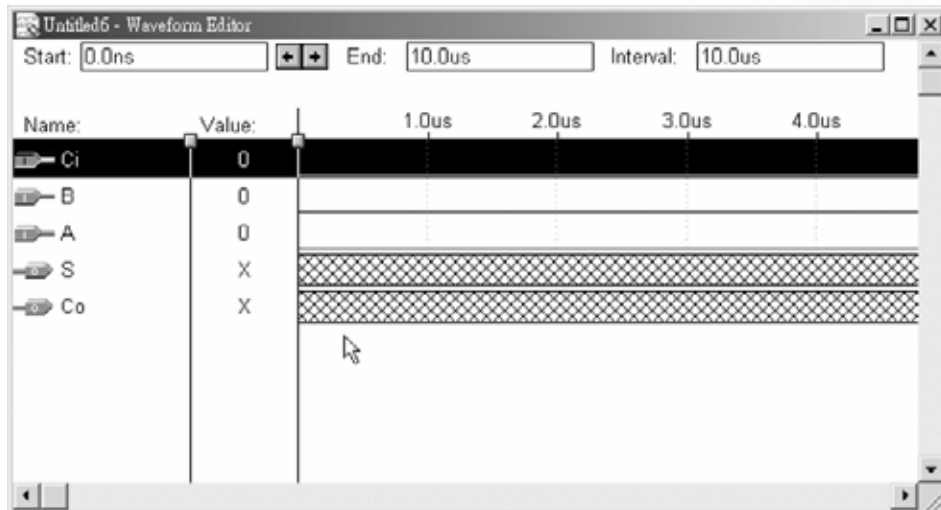 Untitled6 - Waveform Editor
Start: 0.0ns End: 10.0us Interval: 10.0us
Name: Value: 1.0us 2.0us 3.0us 4.0us
Ci 0
B 0
A 0
S X
Co X